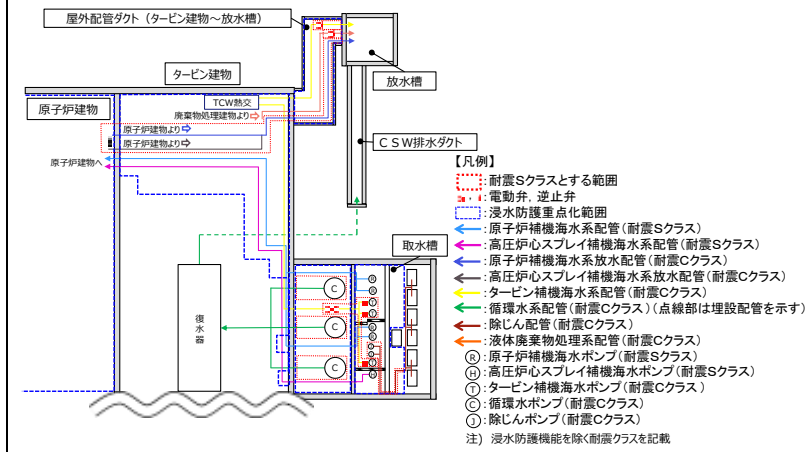 屋外配管ダクト（タービン建物～放水槽）
タービン建物
放水槽
原子炉建物
TCW熱交
廃棄物処理建物より⇨
原子炉建物より⇨
原子炉建物より⇨
ＣＳＷ排水ダクト
原子炉建物へ
取水槽
復水器
C
C
C
R
R
T
T
R
R
T
H
【凡例】
：耐震Sクラスとする範囲
，：電動弁，逆止弁
：浸水防護重点化範囲
：原子炉補機海水系配管（耐震Sクラス）
：高圧炉心スプレイ補機海水系配管（耐震Sクラス）
：原子炉補機海水系放水配管（耐震Cクラス）
：高圧炉心スプレイ補機海水系放水配管（耐震Cクラス）
：タービン補機海水系配管（耐震Cクラス）
：循環水系配管（耐震Cクラス）（点線部は埋設配管を示す）
：除じん配管（耐震Cクラス）
：液体廃棄物処理系配管（耐震Cクラス）
Ⓡ：原子炉補機海水ポンプ（耐震Sクラス）
Ⓗ：高圧炉心スプレイ補機海水ポンプ（耐震Sクラス）
Ⓣ：タービン補機海水ポンプ（耐震Cクラス）
Ⓒ：循環水ポンプ（耐震Cクラス）
Ⓙ：除じんポンプ（耐震Cクラス）
注）浸水防護機能を除く耐震クラスを記載